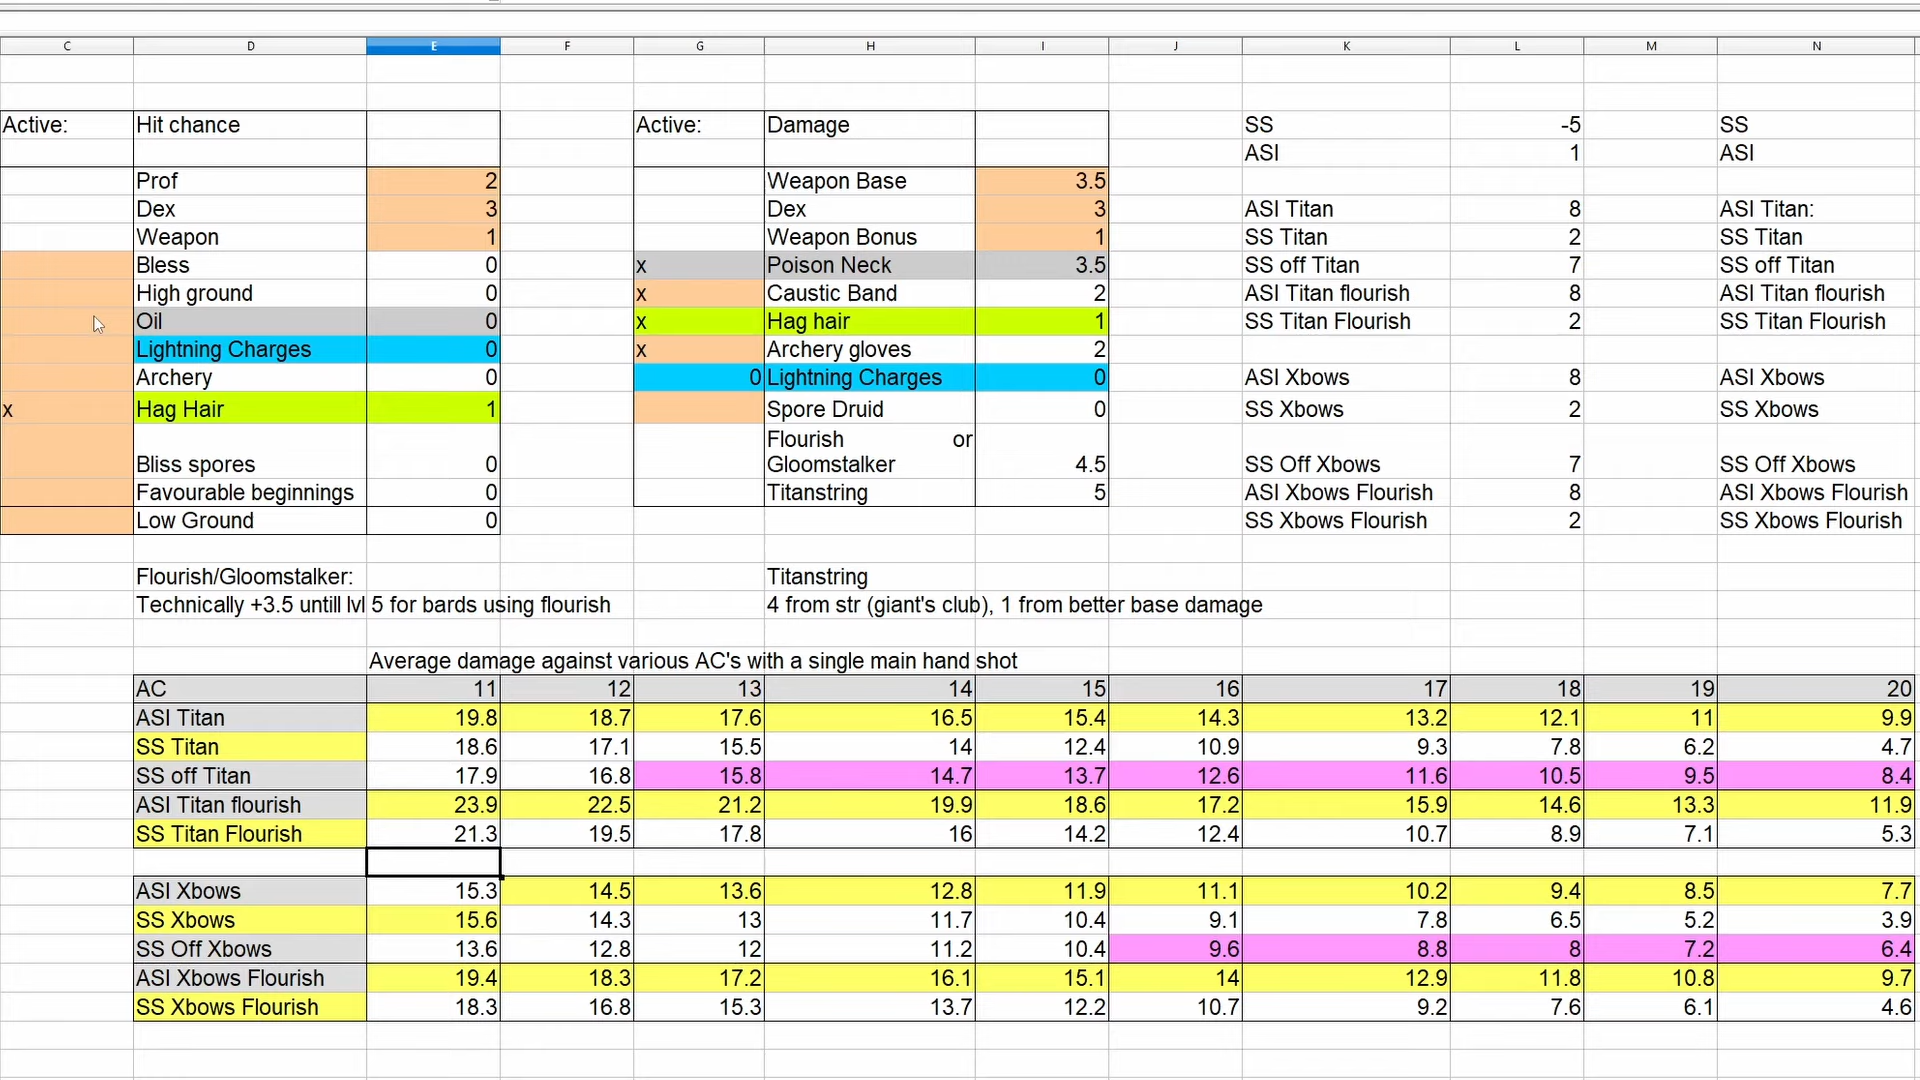 C D E F G H I J K L M N
Active: Hit chance Active: Damage SS -5 SS
ASI 1 ASI
Prof 2 Weapon Base 3.5
Dex 3 Dex 3 ASI Titan 8 ASI Titan:
Weapon 1 Weapon Bonus 1 SS Titan 2 SS Titan
Bless 0 x Poison Neck 3.5 SS off Titan 7 SS off Titan
High ground 0 x Caustic Band 2 ASI Titan flourish 8 ASI Titan flourish
Oil 0 x Hag hair 1 SS Titan Flourish 2 SS Titan Flourish
Lightning Charges 0 x Archery gloves 2
Archery 0 0 Lightning Charges 0 ASI Xbows 8 ASI Xbows
x Hag Hair 1 Spore Druid 0 SS Xbows 2 SS Xbows
Flourish or
Bliss spores 0 Gloomstalker 4.5 SS Off Xbows 7 SS Off Xbows
Favourable beginnings 0 Titanstring 5 ASI Xbows Flourish 8 ASI Xbows Flourish
Low Ground 0 SS Xbows Flourish 2 SS Xbows Flourish
Flourish/Gloomstalker: Titanstring
Technically +3.5 untill lvl 5 for bards using flourish 4 from str (giant's club), 1 from better base damage
Average damage against various AC's with a single main hand shot
AC 11 12 13 14 15 16 17 18 19 20
ASI Titan 19.8 18.7 17.6 16.5 15.4 14.3 13.2 12.1 11 9.9
SS Titan 18.6 17.1 15.5 14 12.4 10.9 9.3 7.8 6.2 4.7
SS off Titan 17.9 16.8 15.8 14.7 13.7 12.6 11.6 10.5 9.5 8.4
ASI Titan flourish 23.9 22.5 21.2 19.9 18.6 17.2 15.9 14.6 13.3 11.9
SS Titan Flourish 21.3 19.5 17.8 16 14.2 12.4 10.7 8.9 7.1 5.3
ASI Xbows 15.3 14.5 13.6 12.8 11.9 11.1 10.2 9.4 8.5 7.7
SS Xbows 15.6 14.3 13 11.7 10.4 9.1 7.8 6.5 5.2 3.9
SS Off Xbows 13.6 12.8 12 11.2 10.4 9.6 8.8 8 7.2 6.4
ASI Xbows Flourish 19.4 18.3 17.2 16.1 15.1 14 12.9 11.8 10.8 9.7
SS Xbows Flourish 18.3 16.8 15.3 13.7 12.2 10.7 9.2 7.6 6.1 4.6